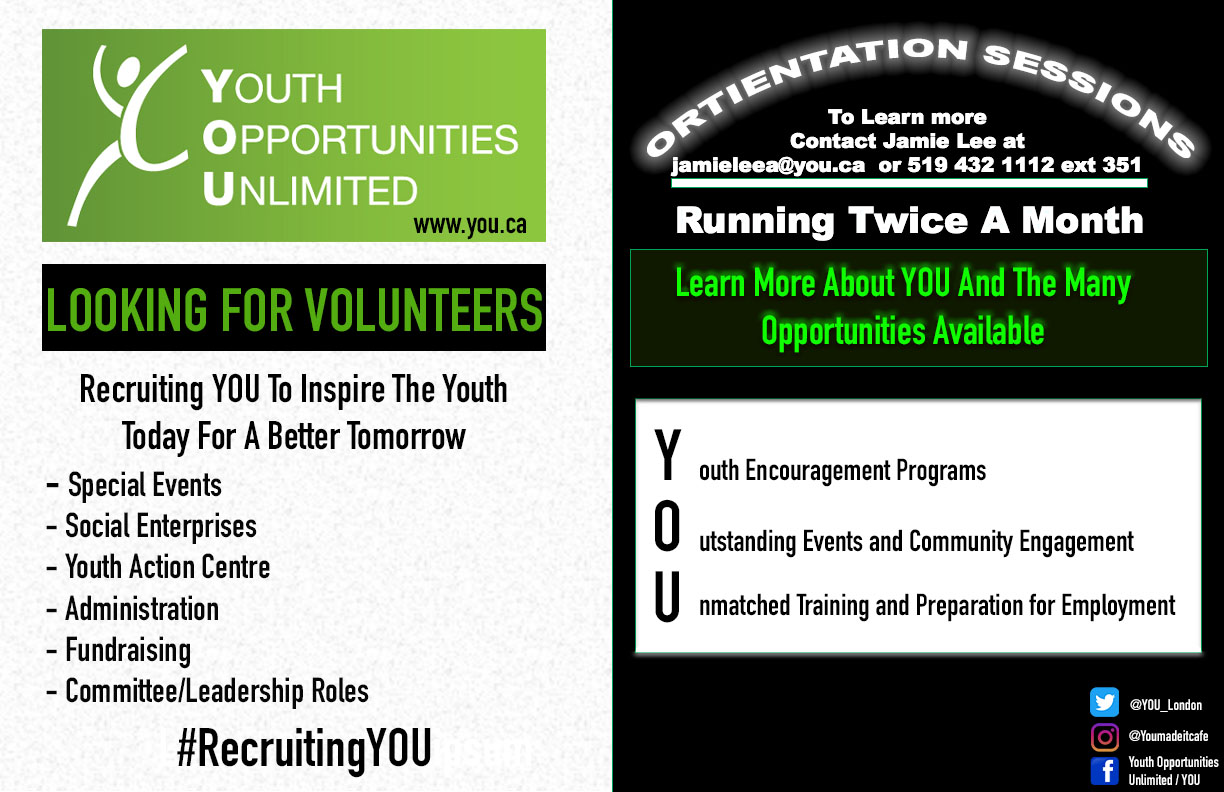 YOUTH
OPPORTUNITIES
UNLIMITED
www.you.ca
LOOKING FOR VOLUNTEERS
Recruiting YOU To Inspire The Youth
Today For A Better Tomorrow
- Special Events
- Social Enterprises
- Youth Action Centre
- Administration
- Fundraising
- Committee/Leadership Roles
#RecruitingYOU
ORTIENTATION SESSIONS
To Learn more
Contact Jamie Lee at
jamieleea@you.ca or 519 432 1112 ext 351
Running Twice A Month
Learn More About YOU And The Many
Opportunities Available
Youth Encouragement Programs
Outstanding Events and Community Engagement
Unmatched Training and Preparation for Employment
@YOU_London
@Youmadeitcafe
Youth Opportunities
Unlimited / YOU